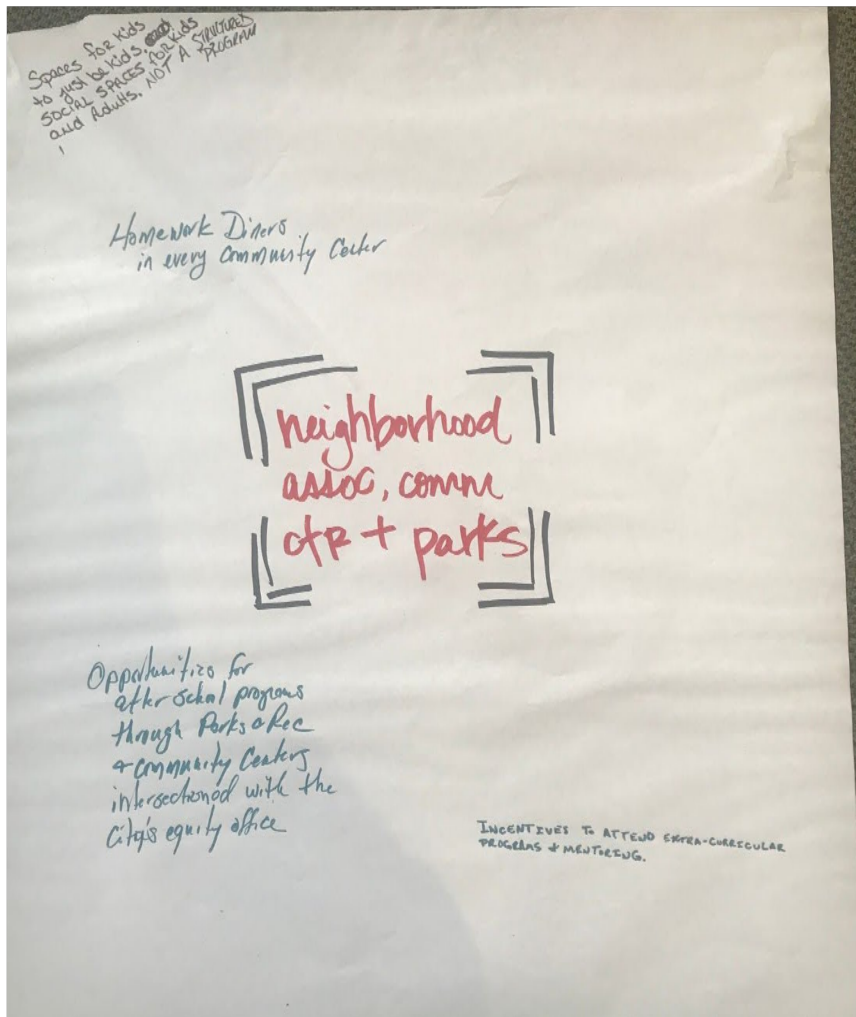 Spaces for kids
to just be kids,
SOCIAL SPACES FOR Kids
and Adults, NOT A STRUCTURED
PROGRAM
Homework Diners
in every Community Center
neighborhood
assoc, comm
ctr + parks
Opportunities for
after school programs
through Parks & Rec
+ Community Centers
intersectioned with the
City's equity office
INCENTIVES TO ATTEND EXTRA-CURRICULAR
PROGRAMS + MENTORING.